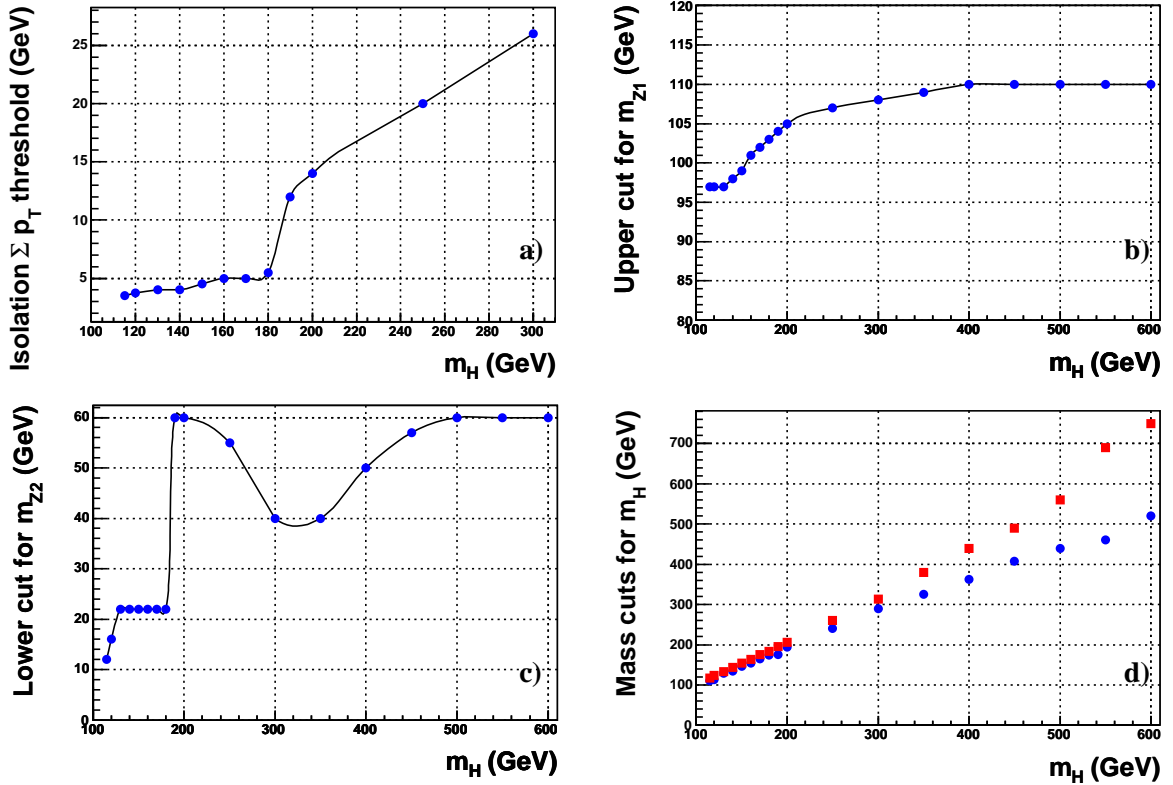 Isolation Σ p_T threshold (GeV)
25
20
15
10
5
100 120 140 160 180 200 220 240 260 280 300
m_H (GeV)
a)
Upper cut for m_Z1 (GeV)
120
115
110
105
100
95
90
85
80
100 200 300 400 500 600
m_H (GeV)
b)
Lower cut for m_Z2 (GeV)
60
50
40
30
20
10
0
100 200 300 400 500 600
m_H (GeV)
c)
Mass cuts for m_H (GeV)
700
600
500
400
300
200
100
0
100 200 300 400 500 600
m_H (GeV)
d)